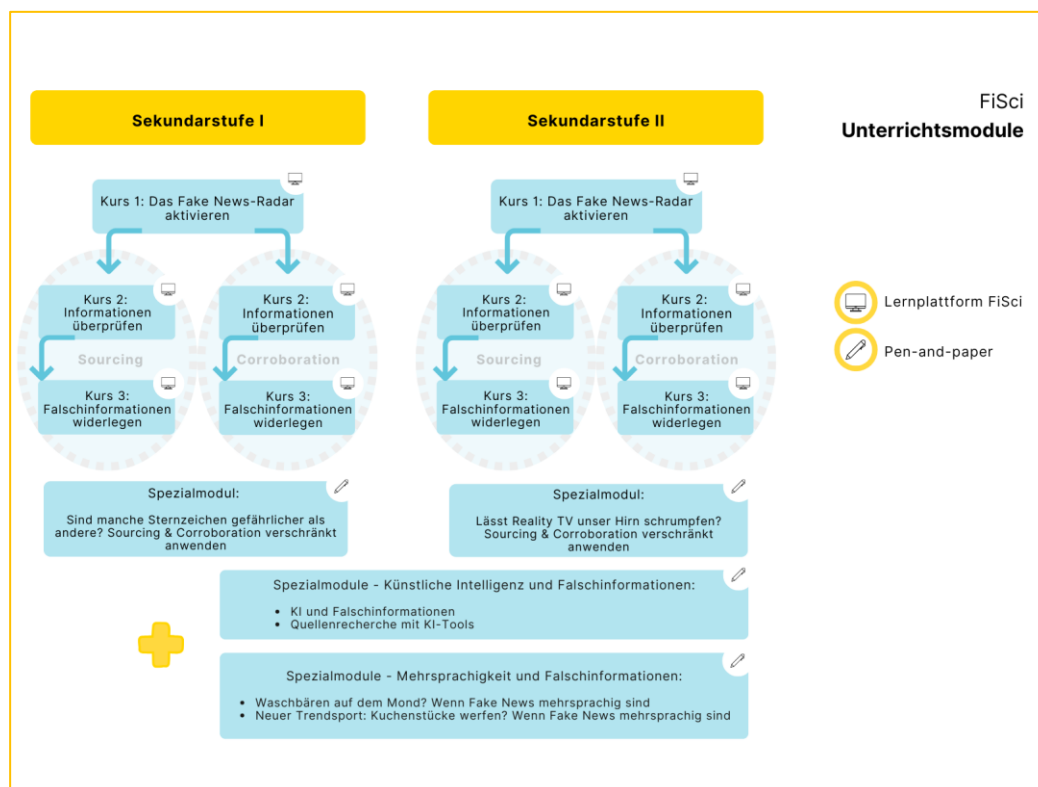 FiSci
Unterrichtsmodule
Sekundarstufe I
Kurs 1: Das Fake News-Radar
aktivieren
Kurs 2:
Informationen
überprüfen
Sourcing
Kurs 3:
Falschinformationen
widerlegen
Kurs 2:
Informationen
überprüfen
Corroboration
Kurs 3:
Falschinformationen
widerlegen
Spezialmodul:
Sind manche Sternzeichen gefährlicher als
andere? Sourcing & Corroboration verschränkt
anwenden
Sekundarstufe II
Kurs 1: Das Fake News-Radar
aktivieren
Kurs 2:
Informationen
überprüfen
Sourcing
Kurs 3:
Falschinformationen
widerlegen
Kurs 2:
Informationen
überprüfen
Corroboration
Kurs 3:
Falschinformationen
widerlegen
Spezialmodul:
Lässt Reality TV unser Hirn schrumpfen?
Sourcing & Corroboration verschränkt
anwenden
Lernplattform FiSci
Pen-and-paper
Spezialmodule - Künstliche Intelligenz und Falschinformationen:
• KI und Falschinformationen
• Quellenrecherche mit KI-Tools
Spezialmodule - Mehrsprachigkeit und Falschinformationen:
• Waschbären auf dem Mond? Wenn Fake News mehrsprachig sind
• Neuer Trendsport: Kuchenstücke werfen? Wenn Fake News mehrsprachig sind